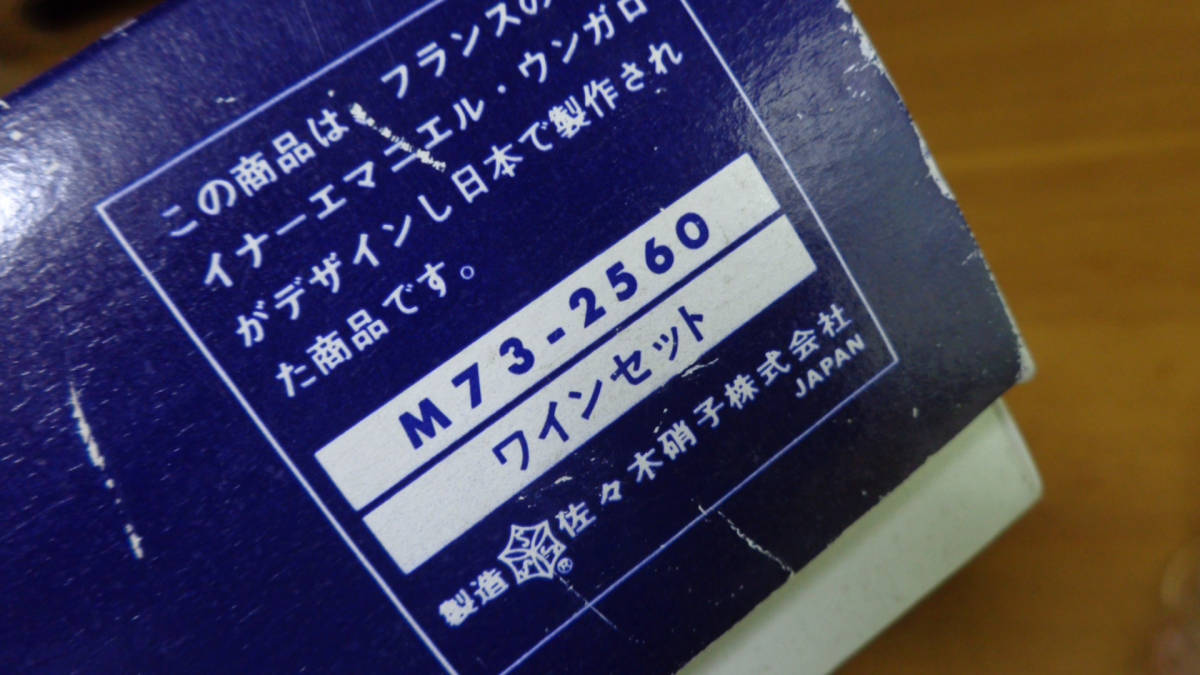 この商品は、フランスの
イナーエマニエル・ウンガロ
がデザインし日本で製作され
た商品です。
M73-2560
ワインセット
製造 ® 佐々木硝子株式会社
JAPAN